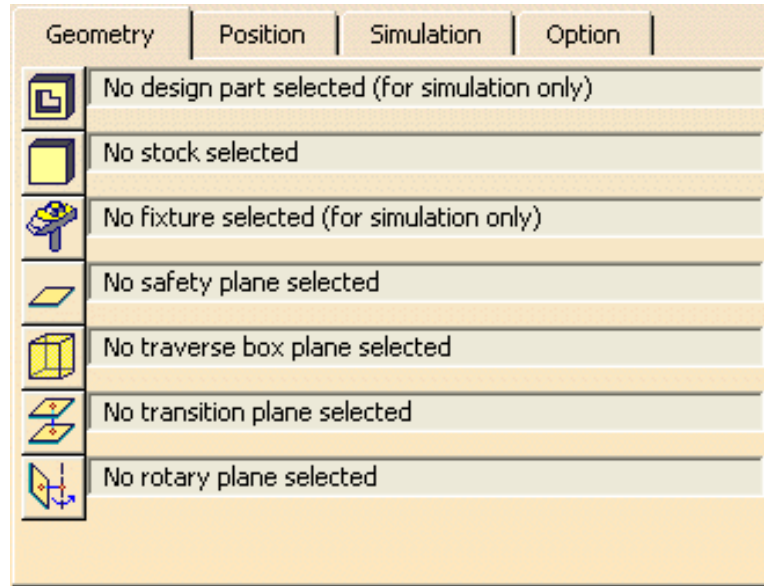 Geometry Position Simulation Option
No design part selected (for simulation only)
No stock selected
No fixture selected (for simulation only)
No safety plane selected
No traverse box plane selected
No transition plane selected
No rotary plane selected